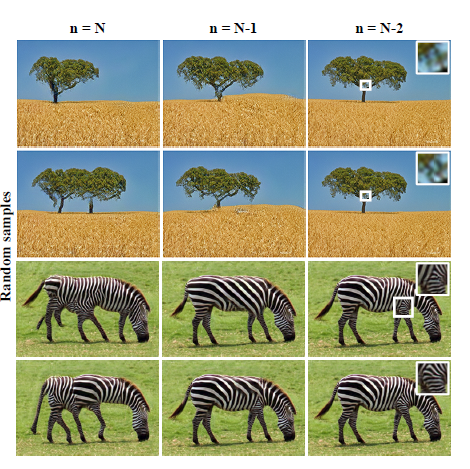 n = N
n = N-1
n = N-2
Random samples